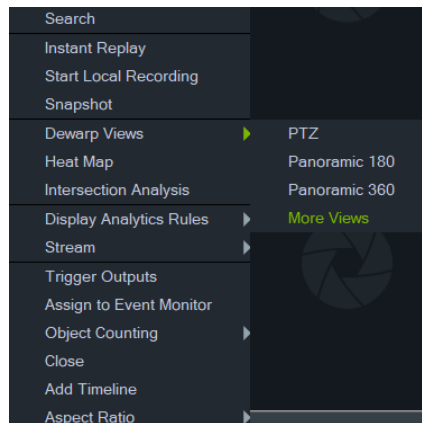 Search
Instant Replay
Start Local Recording
Snapshot
Dewarp Views
PTZ
Heat Map
Panoramic 180
Intersection Analysis
Panoramic 360
Display Analytics Rules
More Views
Stream
Trigger Outputs
Assign to Event Monitor
Object Counting
Close
Add Timeline
Aspect Ratio